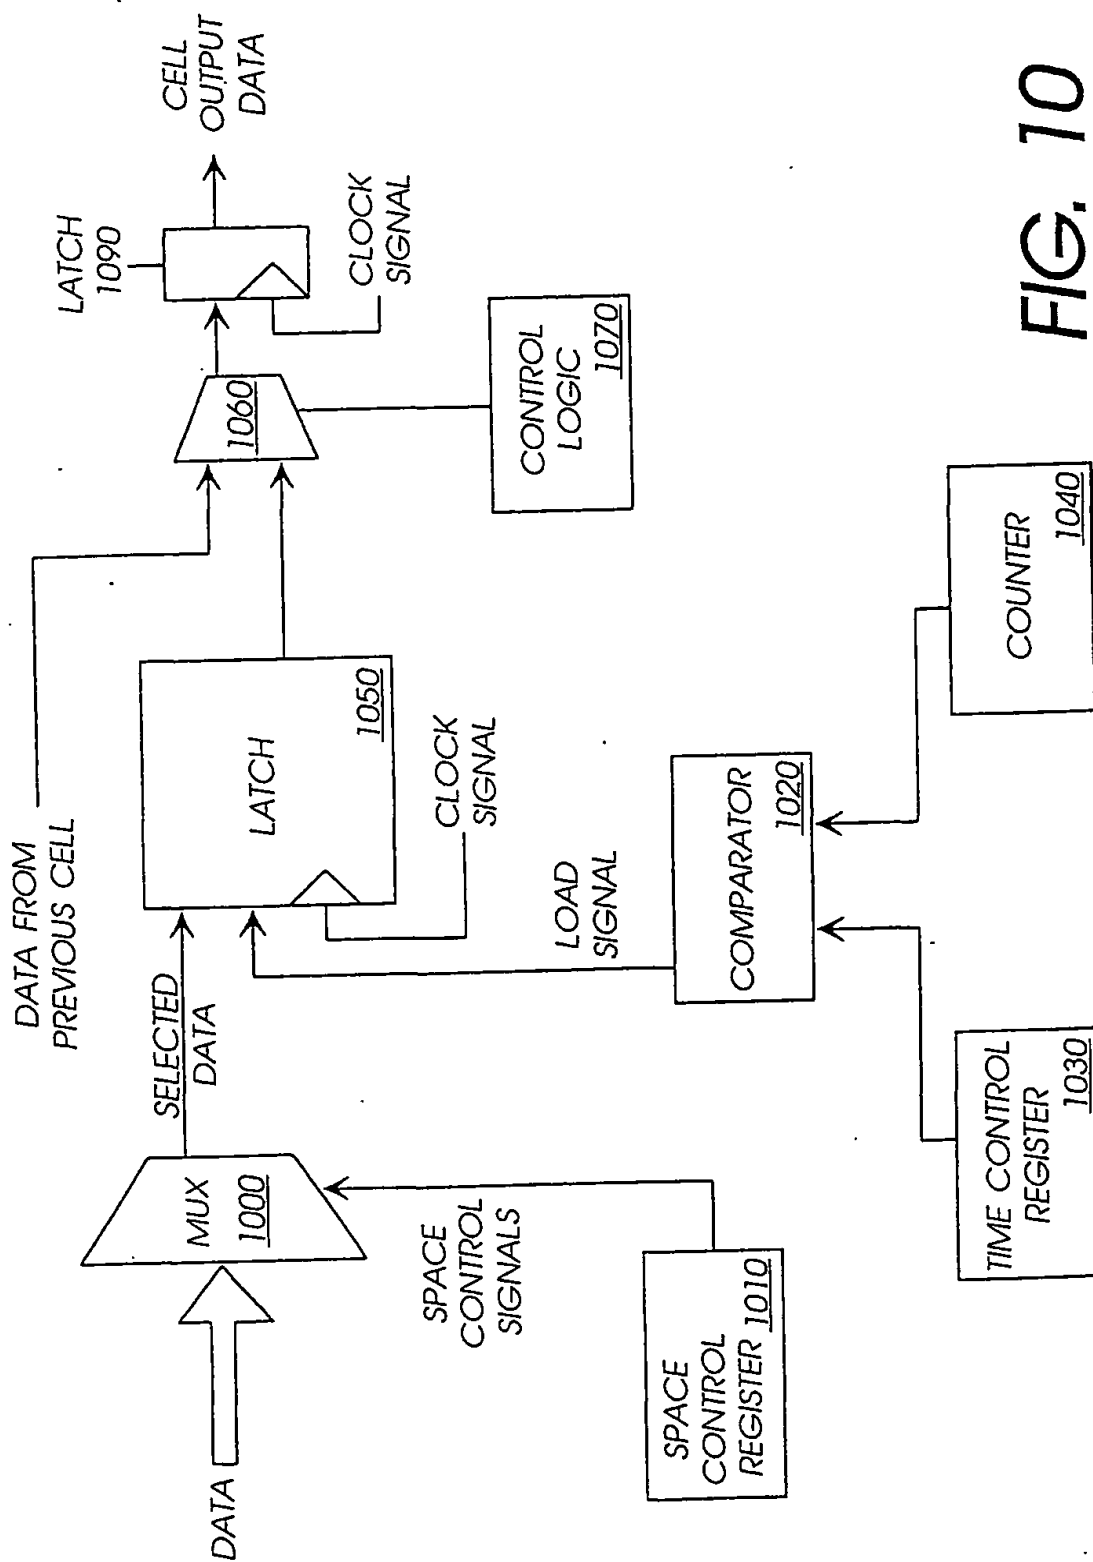 DATA
MUX
1000
SELECTED
DATA
SPACE
CONTROL
SIGNALS
SPACE
CONTROL
REGISTER 1010
DATA FROM
PREVIOUS CELL
LATCH
1050
CLOCK
SIGNAL
LOAD
SIGNAL
COMPARATOR
1020
TIME CONTROL
REGISTER
1030
COUNTER
1040
1060
CONTROL
LOGIC
1070
LATCH
1090
CLOCK
SIGNAL
CELL
OUTPUT
DATA
FIG. 10